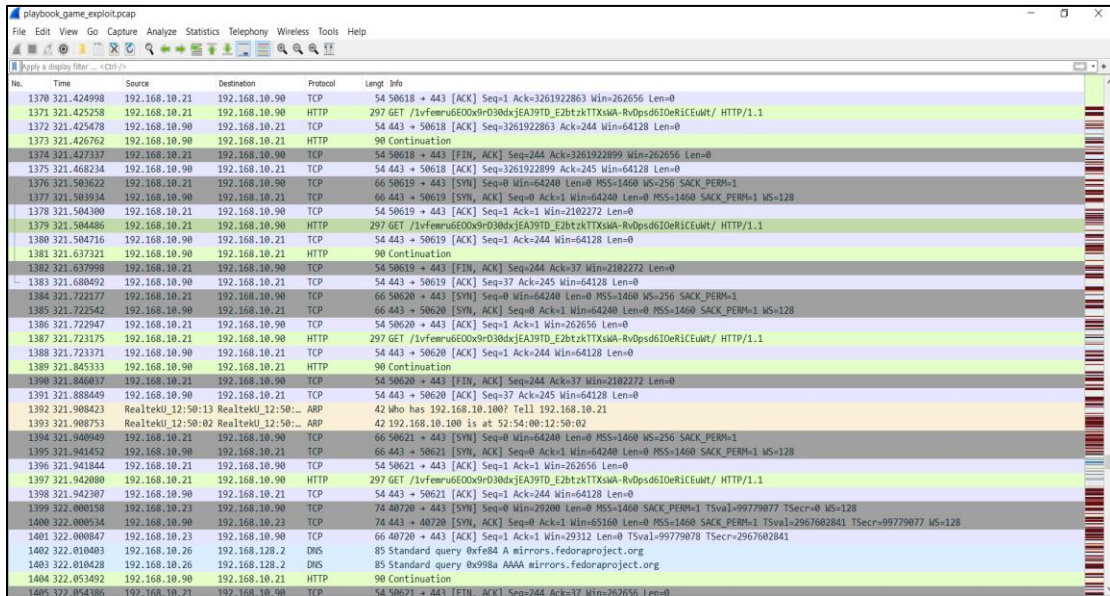 playbook_game_exploit.pcap
File Edit View Go Capture Analyze Statistics Telephony Wireless Tools Help
Apply a display filter ... <Ctrl-/>
No. Time Source Destination Protocol Lengt Info
1370 321.424998 192.168.10.21 192.168.10.90 TCP 54 50618 → 443 [ACK] Seq=1 Ack=3261922863 Win=262656 Len=0
1371 321.425258 192.168.10.21 192.168.10.90 HTTP 297 GET /1vfemru6EOOx9rD30dxjEAJ9TD_E2btzkTTXsWA-RvDpsd6IOeRiCEuWt/ HTTP/1.1
1372 321.425478 192.168.10.90 192.168.10.21 TCP 54 443 → 50618 [ACK] Seq=3261922863 Ack=244 Win=64128 Len=0
1373 321.426762 192.168.10.90 192.168.10.21 HTTP 90 Continuation
1374 321.427337 192.168.10.21 192.168.10.90 TCP 54 50618 → 443 [FIN, ACK] Seq=244 Ack=3261922899 Win=262656 Len=0
1375 321.468234 192.168.10.90 192.168.10.21 TCP 54 443 → 50618 [ACK] Seq=3261922899 Ack=245 Win=64128 Len=0
1376 321.503622 192.168.10.21 192.168.10.90 TCP 66 50619 → 443 [SYN] Seq=0 Win=64240 Len=0 MSS=1460 WS=256 SACK_PERM=1
1377 321.503934 192.168.10.90 192.168.10.21 TCP 66 443 → 50619 [SYN, ACK] Seq=0 Ack=1 Win=64240 Len=0 MSS=1460 SACK_PERM=1 WS=128
1378 321.504300 192.168.10.21 192.168.10.90 TCP 54 50619 → 443 [ACK] Seq=1 Ack=1 Win=2102272 Len=0
1379 321.504486 192.168.10.21 192.168.10.90 HTTP 297 GET /1vfemru6EOOx9rD30dxjEAJ9TD_E2btzkTTXsWA-RvDpsd6IOeRiCEuWt/ HTTP/1.1
1380 321.504716 192.168.10.90 192.168.10.21 TCP 54 443 → 50619 [ACK] Seq=1 Ack=244 Win=64128 Len=0
1381 321.637321 192.168.10.90 192.168.10.21 HTTP 90 Continuation
1382 321.637998 192.168.10.21 192.168.10.90 TCP 54 50619 → 443 [FIN, ACK] Seq=244 Ack=37 Win=2102272 Len=0
1383 321.680492 192.168.10.90 192.168.10.21 TCP 54 443 → 50619 [ACK] Seq=37 Ack=245 Win=64128 Len=0
1384 321.722177 192.168.10.21 192.168.10.90 TCP 66 50620 → 443 [SYN] Seq=0 Win=64240 Len=0 MSS=1460 WS=256 SACK_PERM=1
1385 321.722542 192.168.10.90 192.168.10.21 TCP 66 443 → 50620 [SYN, ACK] Seq=0 Ack=1 Win=64240 Len=0 MSS=1460 SACK_PERM=1 WS=128
1386 321.722947 192.168.10.21 192.168.10.90 TCP 54 50620 → 443 [ACK] Seq=1 Ack=1 Win=262656 Len=0
1387 321.723175 192.168.10.21 192.168.10.90 HTTP 297 GET /1vfemru6EOOx9rD30dxjEAJ9TD_E2btzkTTXsWA-RvDpsd6IOeRiCEuWt/ HTTP/1.1
1388 321.723371 192.168.10.90 192.168.10.21 TCP 54 443 → 50620 [ACK] Seq=1 Ack=244 Win=64128 Len=0
1389 321.845333 192.168.10.90 192.168.10.21 HTTP 90 Continuation
1390 321.846037 192.168.10.21 192.168.10.90 TCP 54 50620 → 443 [FIN, ACK] Seq=244 Ack=37 Win=2102272 Len=0
1391 321.888449 192.168.10.90 192.168.10.21 TCP 54 443 → 50620 [ACK] Seq=37 Ack=245 Win=64128 Len=0
1392 321.908423 RealtekU_12:50:13 RealtekU_12:50:… ARP 42 Who has 192.168.10.100? Tell 192.168.10.21
1393 321.908753 RealtekU_12:50:02 RealtekU_12:50:… ARP 42 192.168.10.100 is at 52:54:00:12:50:02
1394 321.940949 192.168.10.21 192.168.10.90 TCP 66 50621 → 443 [SYN] Seq=0 Win=64240 Len=0 MSS=1460 WS=256 SACK_PERM=1
1395 321.941452 192.168.10.90 192.168.10.21 TCP 66 443 → 50621 [SYN, ACK] Seq=0 Ack=1 Win=64240 Len=0 MSS=1460 SACK_PERM=1 WS=128
1396 321.941844 192.168.10.21 192.168.10.90 TCP 54 50621 → 443 [ACK] Seq=1 Ack=1 Win=262656 Len=0
1397 321.942080 192.168.10.21 192.168.10.90 HTTP 297 GET /1vfemru6EOOx9rD30dxjEAJ9TD_E2btzkTTXsWA-RvDpsd6IOeRiCEuWt/ HTTP/1.1
1398 321.942307 192.168.10.90 192.168.10.21 TCP 54 443 → 50621 [ACK] Seq=1 Ack=244 Win=64128 Len=0
1399 322.000158 192.168.10.23 192.168.10.90 TCP 74 40720 → 443 [SYN] Seq=0 Win=29200 Len=0 MSS=1460 SACK_PERM=1 TSval=99779077 TSecr=0 WS=128
1400 322.000534 192.168.10.90 192.168.10.23 TCP 74 443 → 40720 [SYN, ACK] Seq=0 Ack=1 Win=65160 Len=0 MSS=1460 SACK_PERM=1 TSval=2967602841 TSecr=99779077 WS=128
1401 322.000847 192.168.10.23 192.168.10.90 TCP 66 40720 → 443 [ACK] Seq=1 Ack=1 Win=29312 Len=0 TSval=99779078 TSecr=2967602841
1402 322.010403 192.168.10.26 192.168.128.2 DNS 85 Standard query 0xfe84 A mirrors.fedoraproject.org
1403 322.010428 192.168.10.26 192.168.128.2 DNS 85 Standard query 0x998a AAAA mirrors.fedoraproject.org
1404 322.053492 192.168.10.90 192.168.10.21 HTTP 90 Continuation
1405 322.054386 192.168.10.21 192.168.10.90 TCP 54 50621 → 443 [FIN, ACK] Seq=244 Ack=37 Win=262656 Len=0